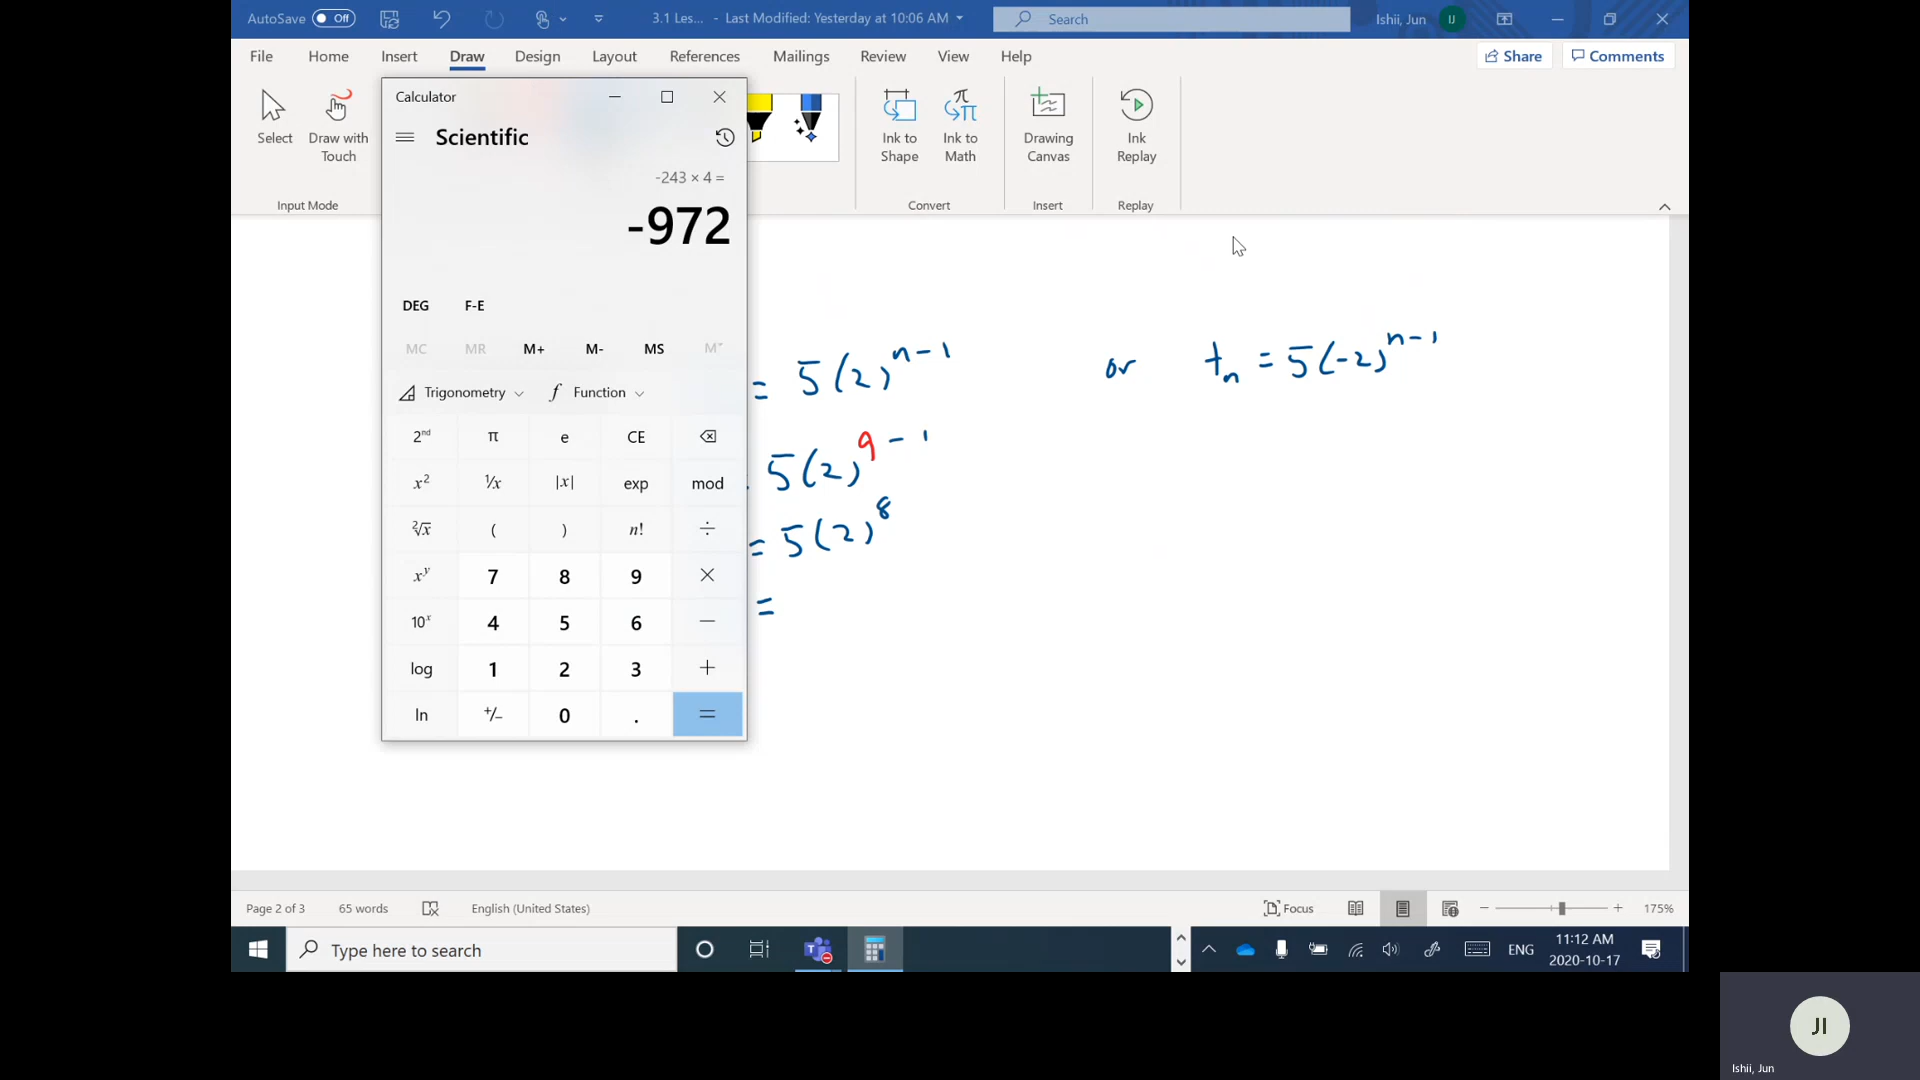 AutoSave Off 3.1 Les... - Last Modified: Yesterday at 10:06 AM Search Ishii, Jun IJ
File Home Insert Draw Design Layout References Mailings Review View Help Share Comments
Select
Draw with
Touch
Input Mode
Ink to
Shape
Ink to
Math
Convert
Drawing
Canvas
Insert
Ink
Replay
Replay
Calculator
Scientific
-243 × 4 =
-972
DEG F-E
MC MR M+ M- MS M˅
Trigonometry f Function
2ⁿᵈ π e CE
x² ¹/x |x| exp mod
²√x ( ) n! ÷
xʸ 7 8 9 ×
10ˣ 4 5 6 −
log 1 2 3 +
ln +/− 0 . =
= 5(2)ⁿ⁻¹ or tₙ = 5(-2)ⁿ⁻¹
5(2)⁹⁻¹
= 5(2)⁸
=
Page 2 of 3 65 words English (United States) Focus 175%
Type here to search
ENG
11:12 AM
2020-10-17
JI
Ishii, Jun